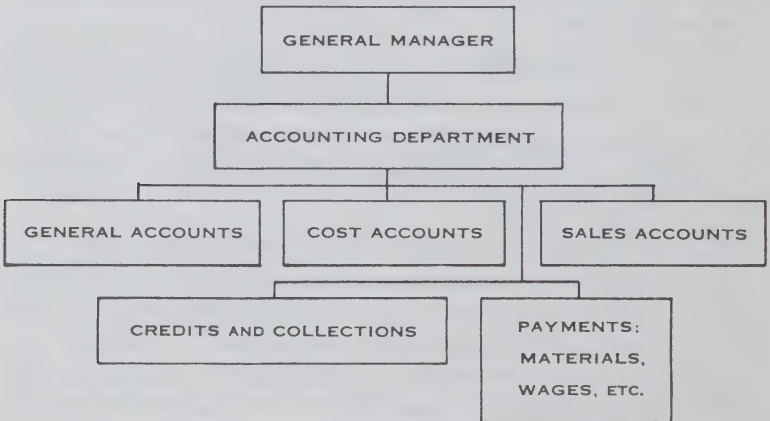 GENERAL MANAGER
ACCOUNTING DEPARTMENT
GENERAL ACCOUNTS
COST ACCOUNTS
SALES ACCOUNTS
CREDITS AND COLLECTIONS
PAYMENTS:
MATERIALS,
WAGES, ETC.